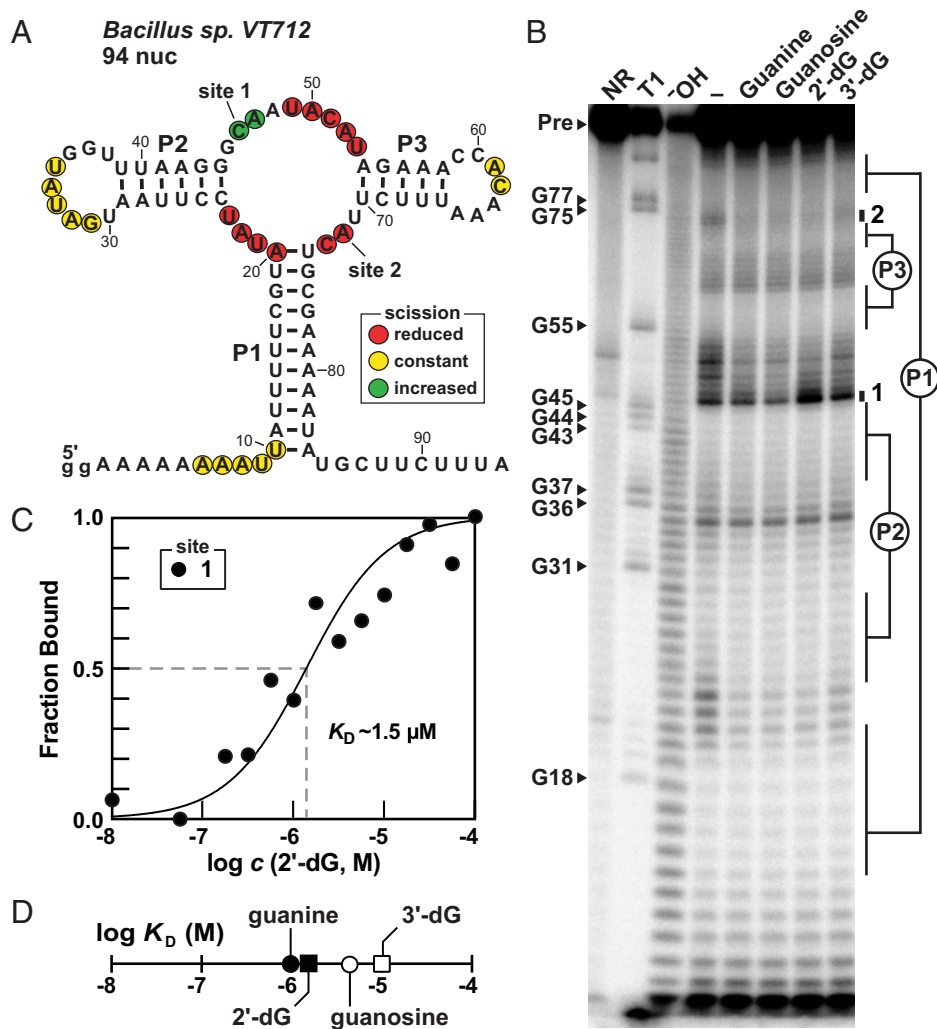 A
Bacillus sp. VT712
94 nuc
site 1
50
P2
40
P3
60
30
70
20
site 2
P1
scission
reduced
constant
increased
80
10
90
5'
ggAAAAAAAAUU
AUGCUUCUUUA
B
NR
T1
-OH
–
Guanine
Guanosine
2'-dG
3'-dG
Pre
G77
G75
2
P3
G55
P1
G45
1
G44
G43
G37
G36
P2
G31
G18
C
1.0
site
1
Fraction Bound
0.5
KD ~1.5 µM
0.0
-8 -7 -6 -5 -4
log c (2'-dG, M)
D
guanine
3'-dG
log KD (M)
-8 -7 -6 -5 -4
2'-dG
guanosine